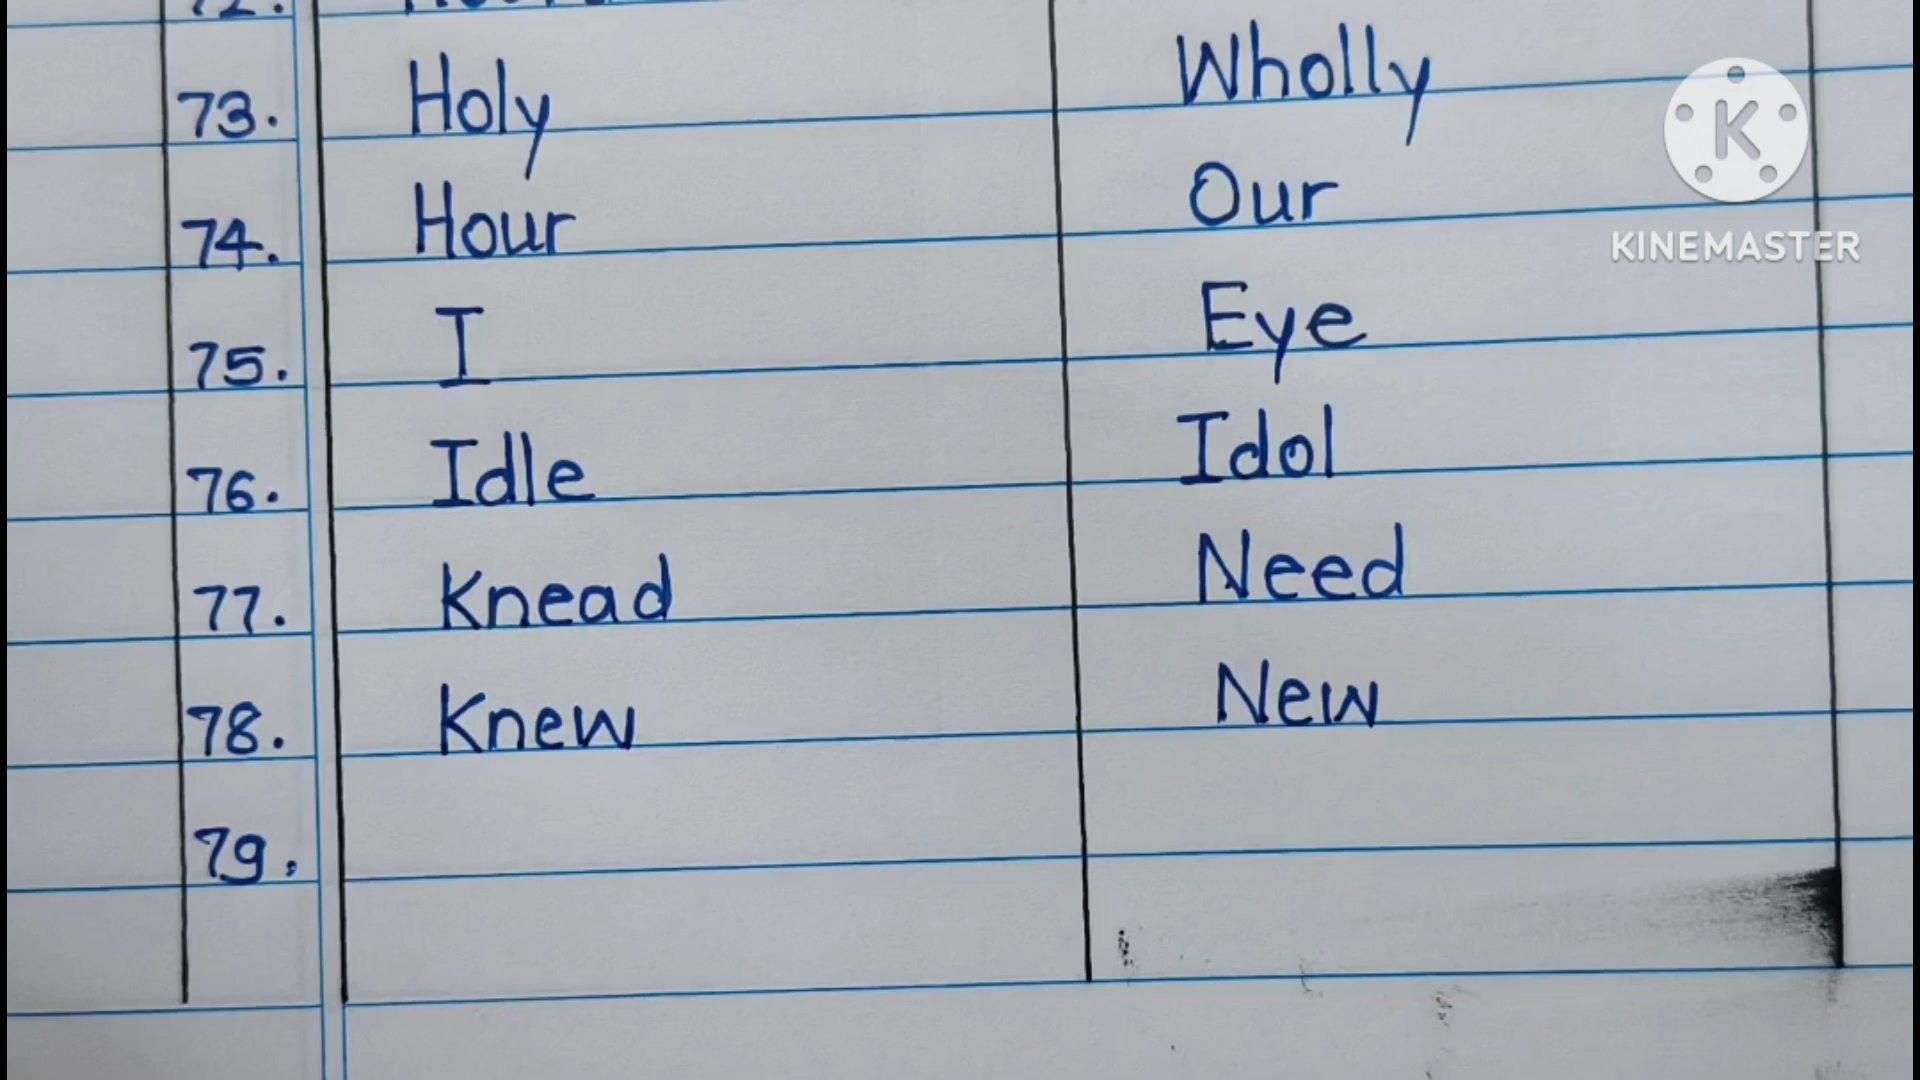 72.
73. Holy Wholly
74. Hour Our
75. I Eye
76. Idle Idol
77. Knead Need
78. Knew New
79.
K
KINEMASTER